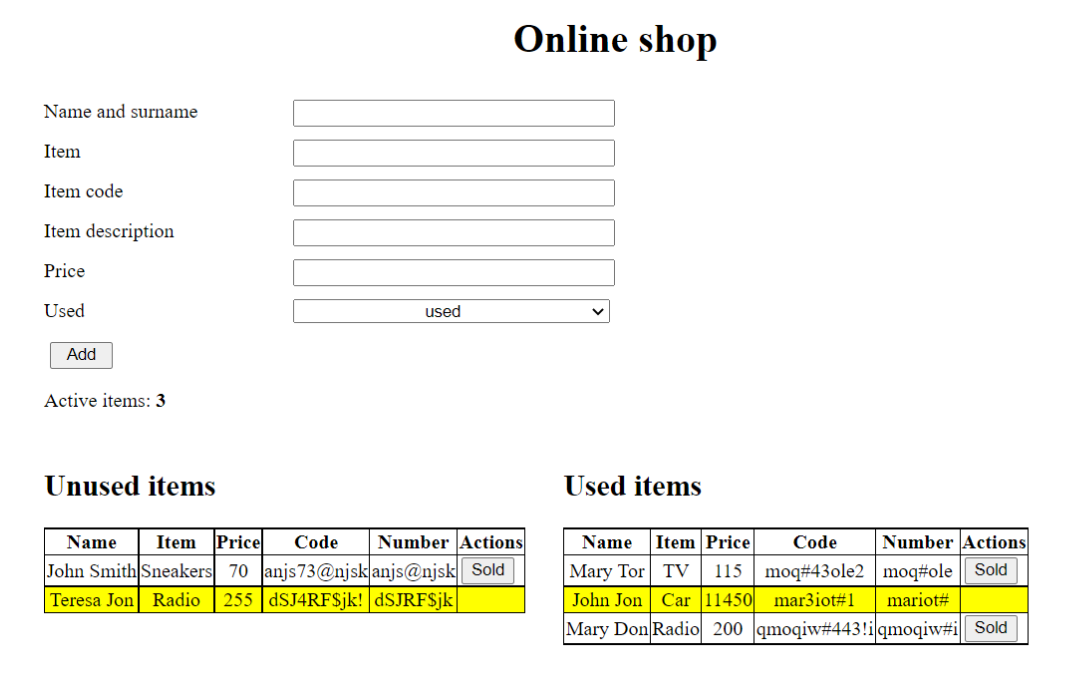 Online shop
Name and surname
Item
Item code
Item description
Price
Used used
Add
Active items: 3
Unused items
Name Item Price Code Number Actions
John Smith Sneakers 70 anjs73@njsk anjs@njsk Sold
Teresa Jon Radio 255 dSJ4RF$jk! dSJRF$jk
Used items
Name Item Price Code Number Actions
Mary Tor TV 115 moq#43ole2 moq#ole Sold
John Jon Car 11450 mar3iot#1 mariot#
Mary Don Radio 200 qmoqiw#443!i qmoqiw#i Sold